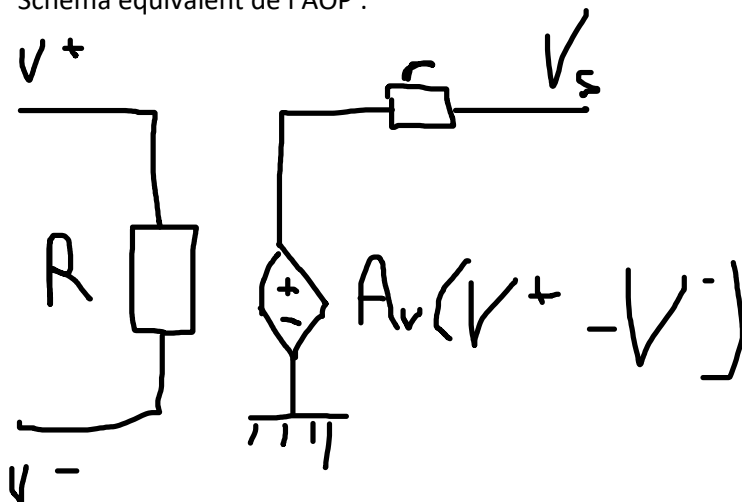 Schéma équivalent de l'AOP :
V+
r
Vs
R
+
-
Av(V+ - V-)
V-